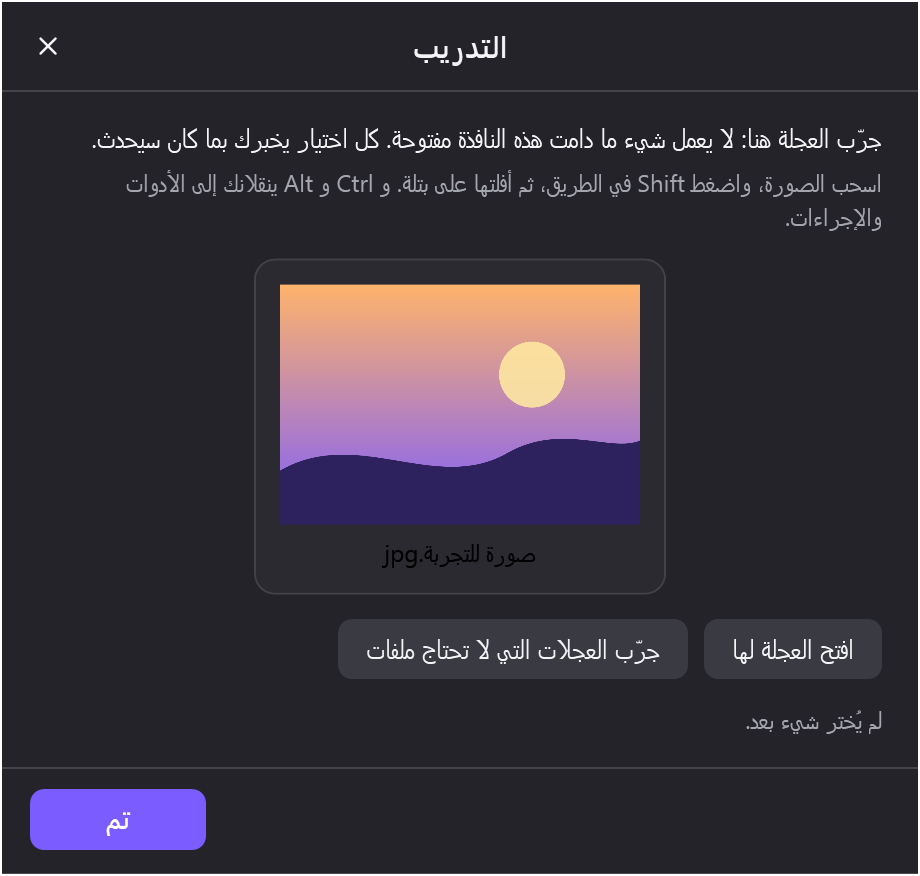 التدريب
جرّب العجلة هنا: لا يعمل شيء ما دامت هذه النافذة مفتوحة. كل اختيار يخبرك بما كان سيحدث.
اسحب الصورة، واضغط Shift في الطريق، ثم أفلتها على بتلة. و Ctrl و Alt ينقلانك إلى الأدوات
والإجراءات.
صورة للتجربة.jpg
افتح العجلة لها
جرّب العجلات التي لا تحتاج ملفات
لم يُختر شيء بعد.
تم